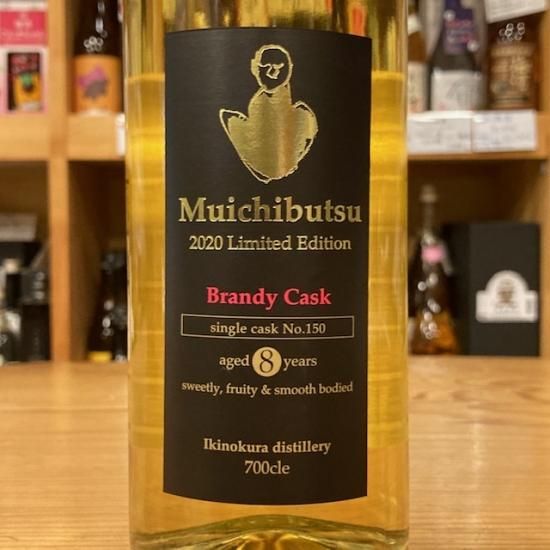 Muichibutsu
2020 Limited Edition
Brandy Cask
single cask No.150
aged 8 years
sweetly, fruity & smooth bodied
Ikinokura distillery
700cle